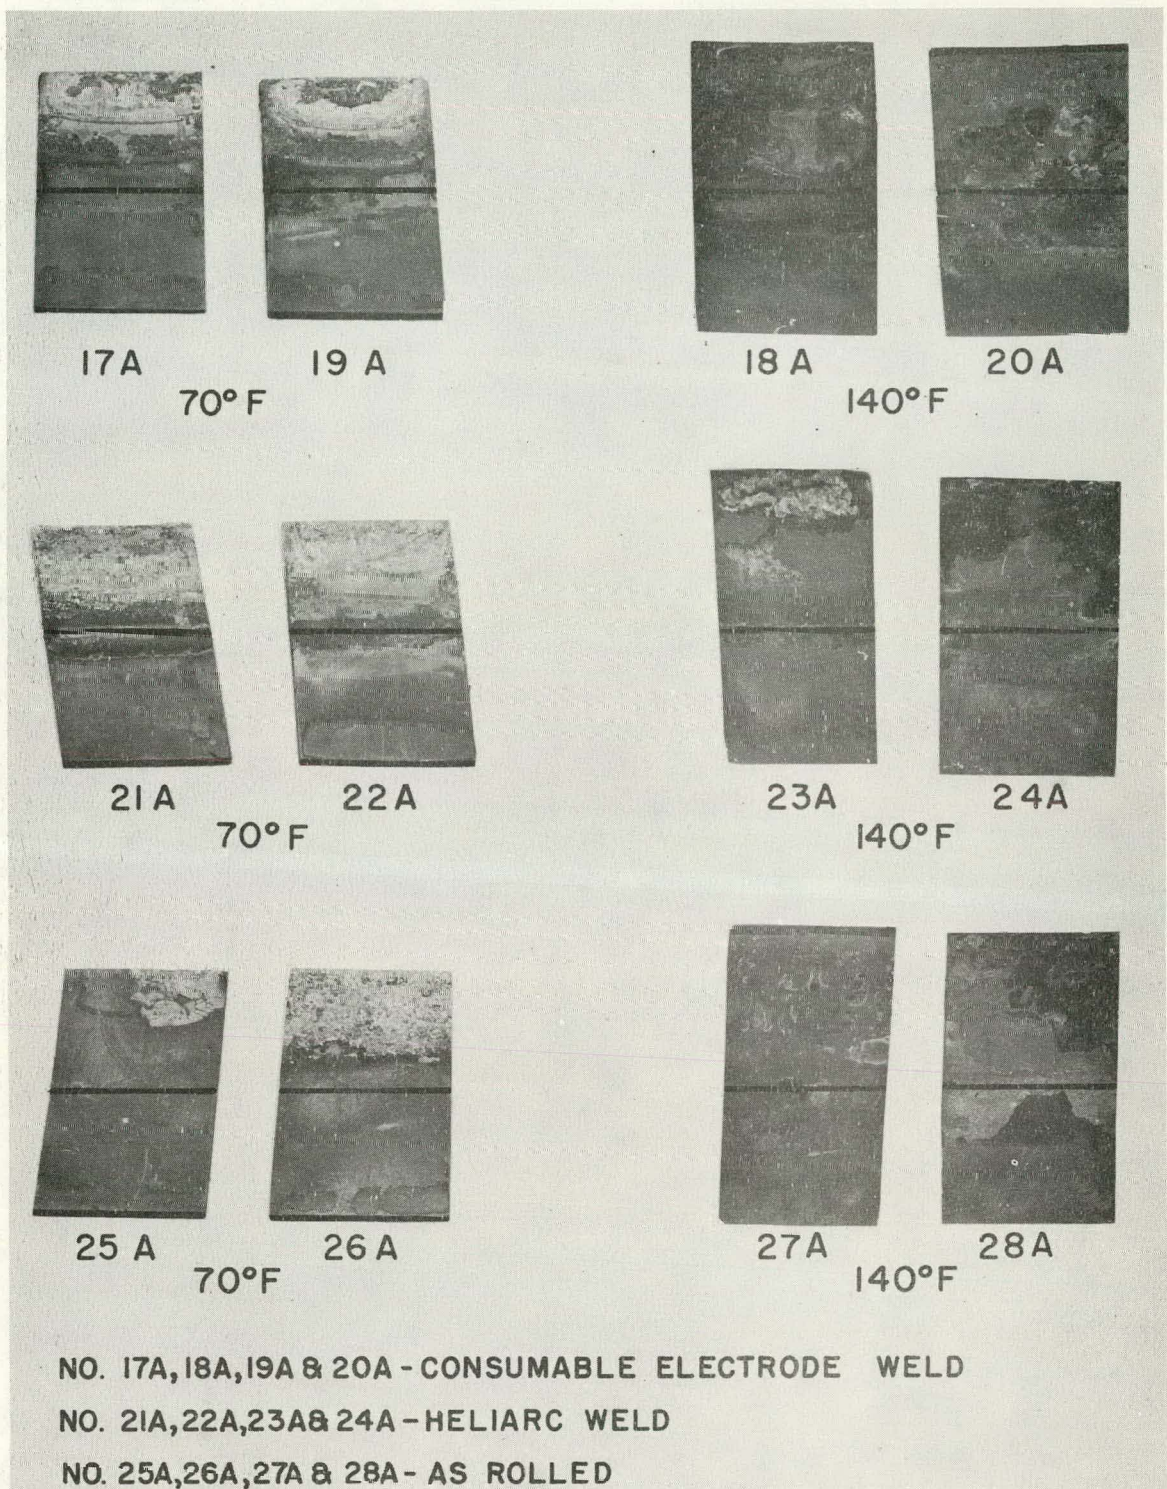 17A 19 A 18 A 20A
70° F 140° F
21A 22A 23A 24A
70° F 140° F
25 A 26 A 27A 28A
70°F 140°F
NO. 17A, 18A, 19A & 20A - CONSUMABLE ELECTRODE WELD
NO. 21A, 22A, 23A & 24A - HELIARC WELD
NO. 25A, 26A, 27A & 28A - AS ROLLED